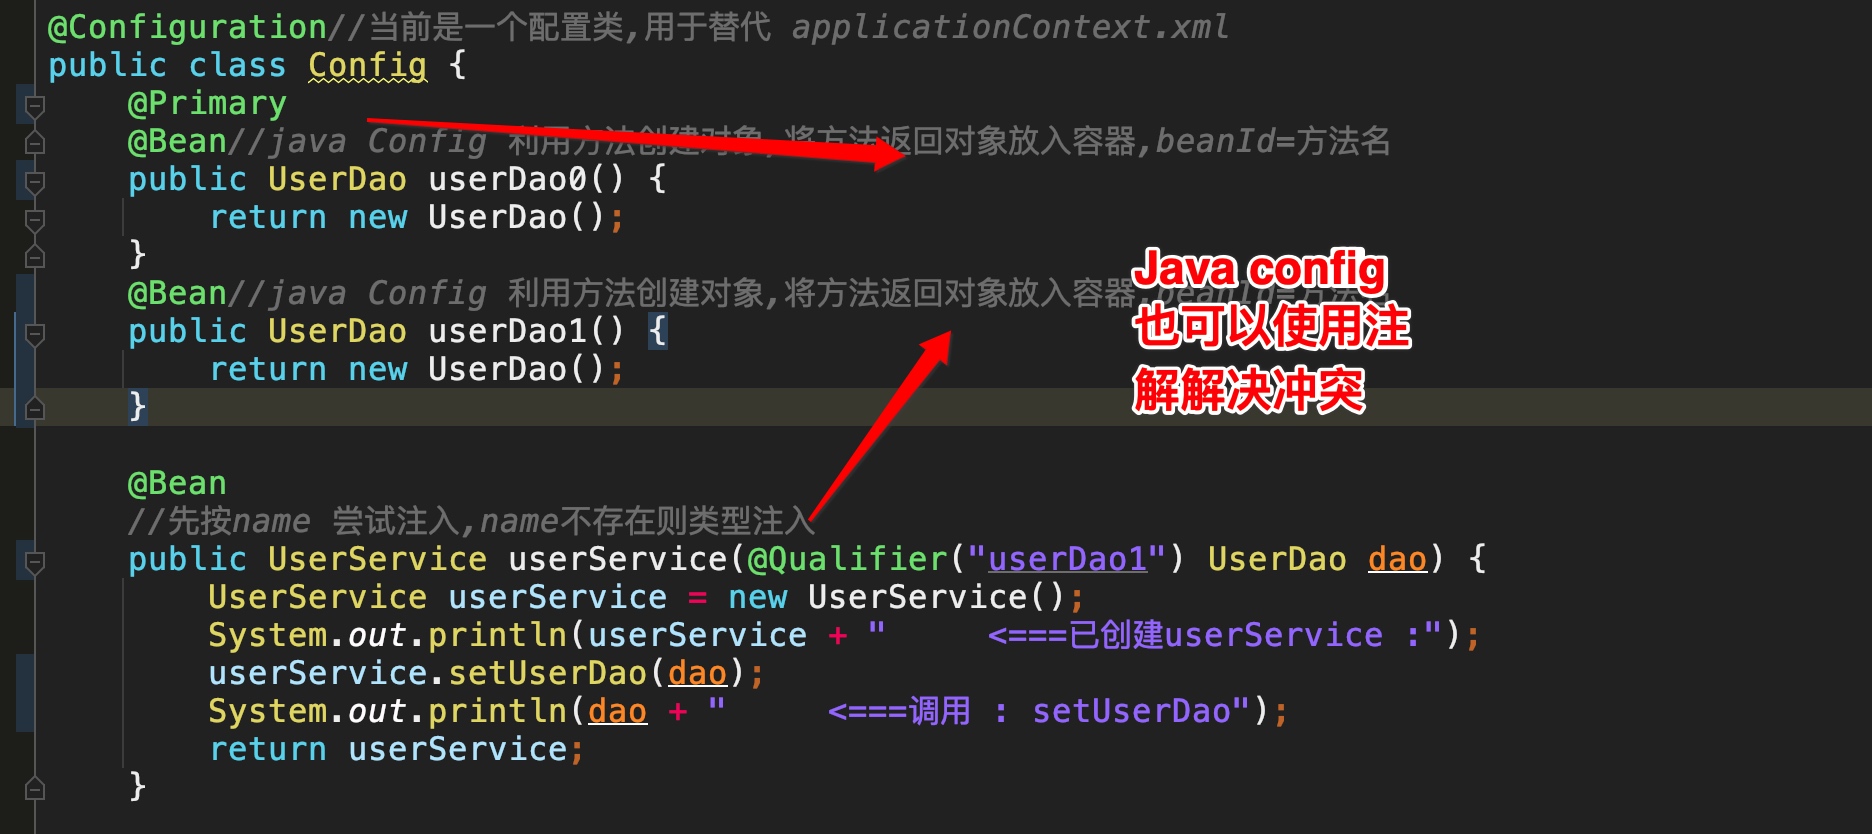 @Configuration//当前是一个配置类,用于替代 applicationContext.xml
public class Config {
@Primary
@Bean//java Config 利用方法创建对象,将方法返回对象放入容器,beanId=方法名
public UserDao userDao0() {
return new UserDao();
}
@Bean//java Config 利用方法创建对象,将方法返回对象放入容器,beanId=方法
public UserDao userDao1() {
return new UserDao();
}
Java config
也可以使用注
解解决冲突
@Bean
//先按name 尝试注入,name不存在则类型注入
public UserService userService(@Qualifier("userDao1") UserDao dao) {
UserService userService = new UserService();
System.out.println(userService + "     <===已创建userService :");
userService.setUserDao(dao);
System.out.println(dao + "     <===调用 : setUserDao");
return userService;
}